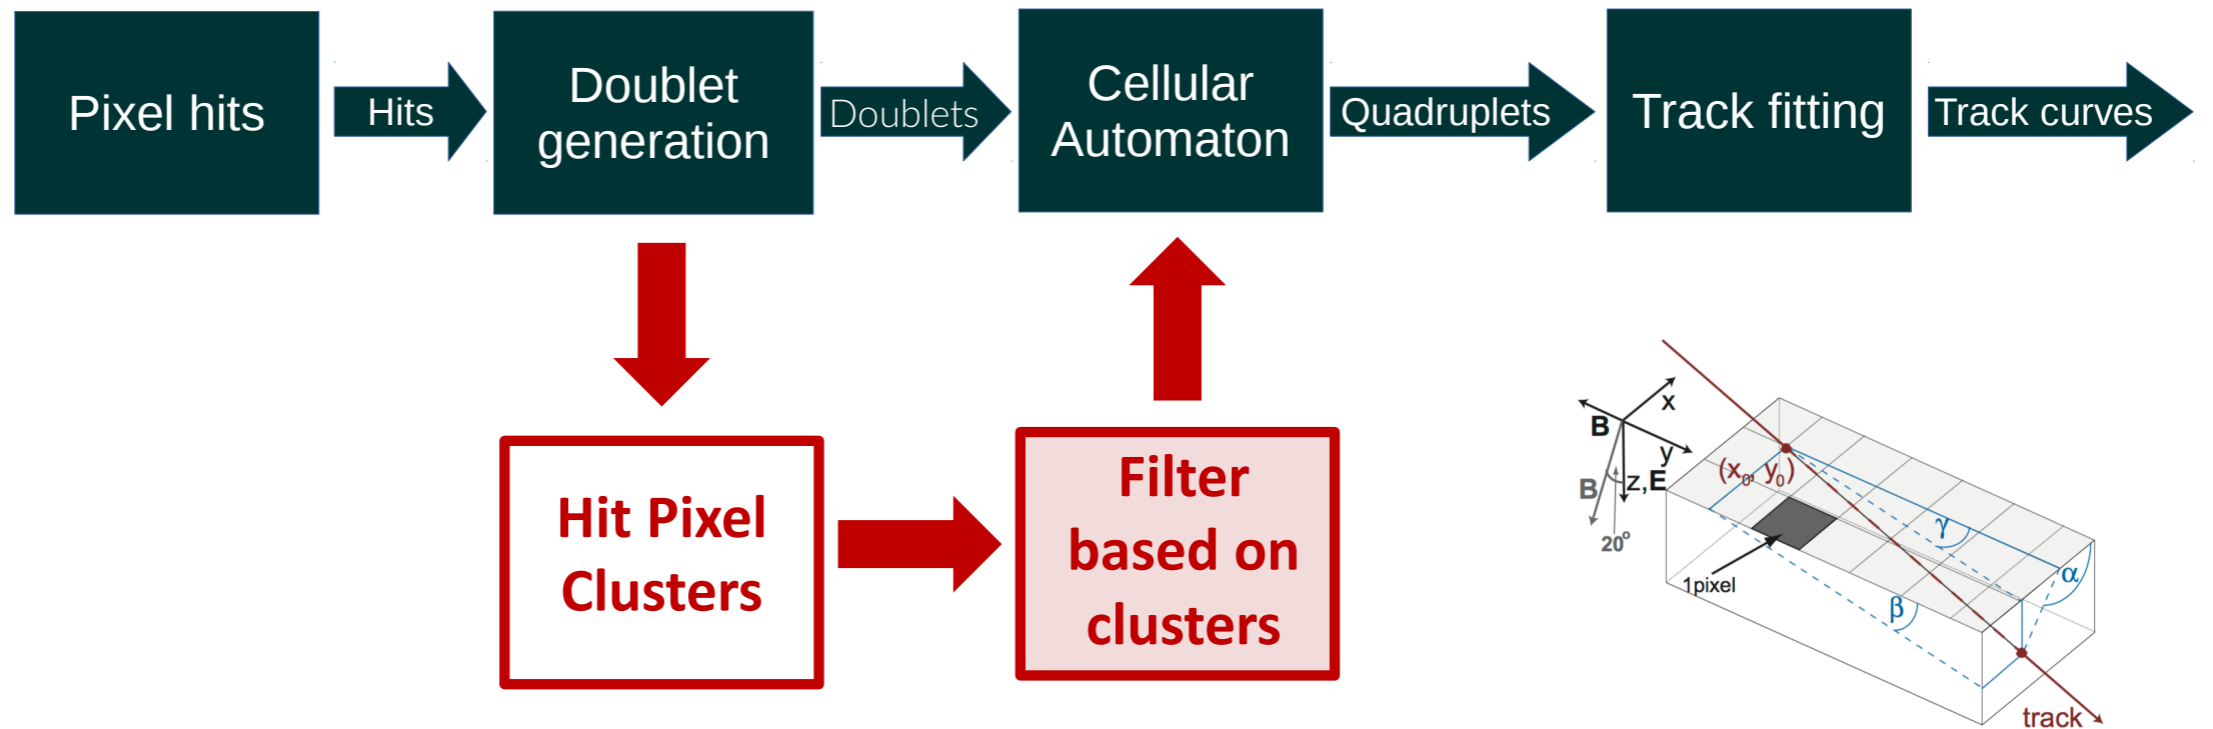 Pixel hits
Hits
Doublet
generation
Doublets
Cellular
Automaton
Quadruplets
Track fitting
Track curves
Hit Pixel
Clusters
Filter
based on
clusters
x
B
y
(x₀, y₀)
B
z,E
20°
γ
1pixel
α
β
track